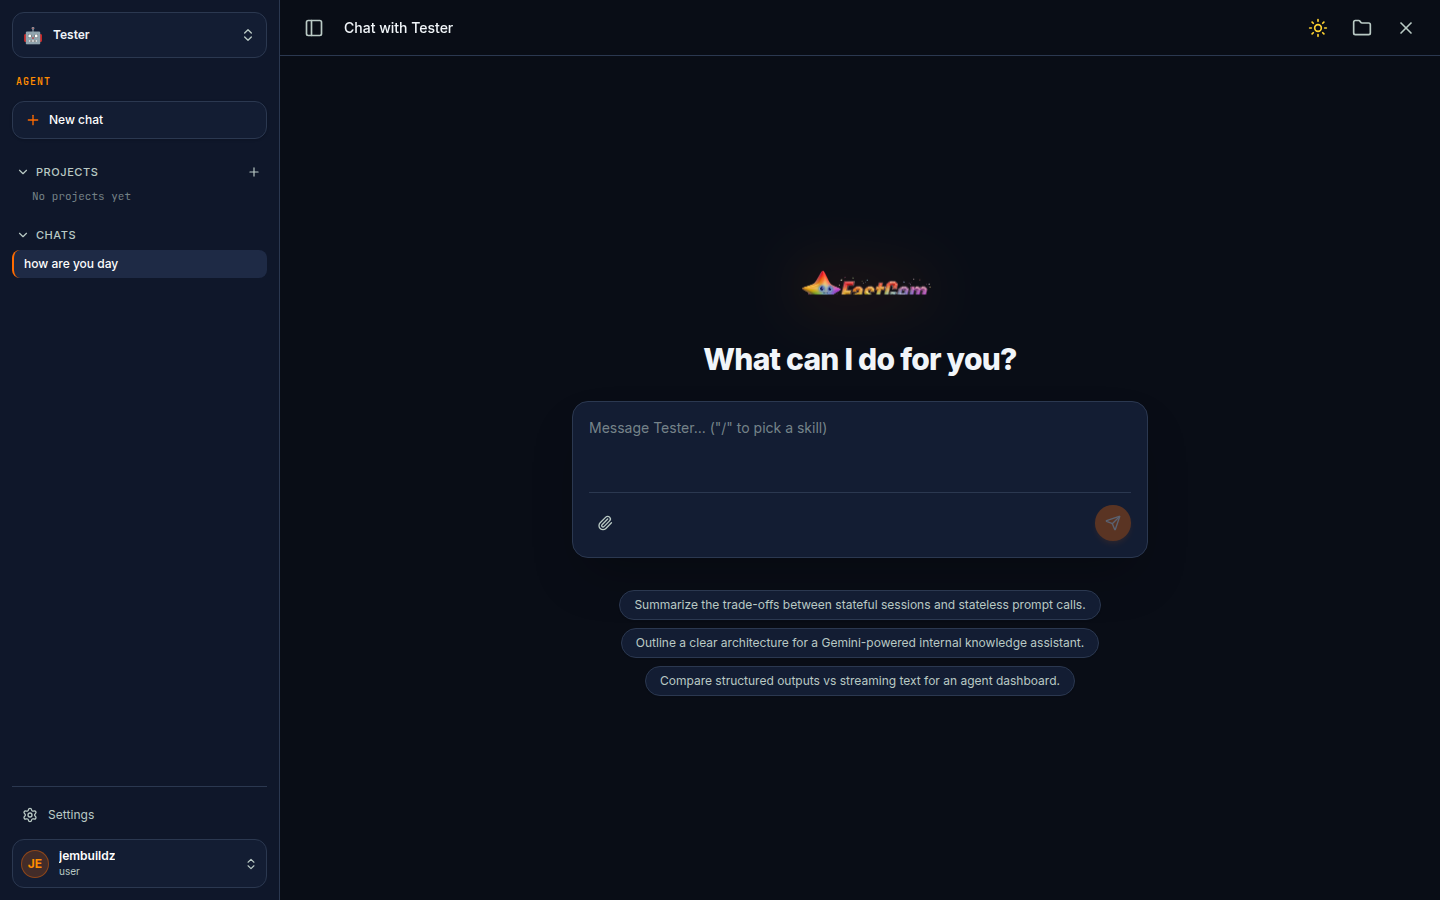 Tester
AGENT
New chat
PROJECTS
No projects yet
CHATS
how are you day
Settings
JE
jembuildz
user
Chat with Tester
FastGem
What can I do for you?
Message Tester... ("/" to pick a skill)
Summarize the trade-offs between stateful sessions and stateless prompt calls.
Outline a clear architecture for a Gemini-powered internal knowledge assistant.
Compare structured outputs vs streaming text for an agent dashboard.